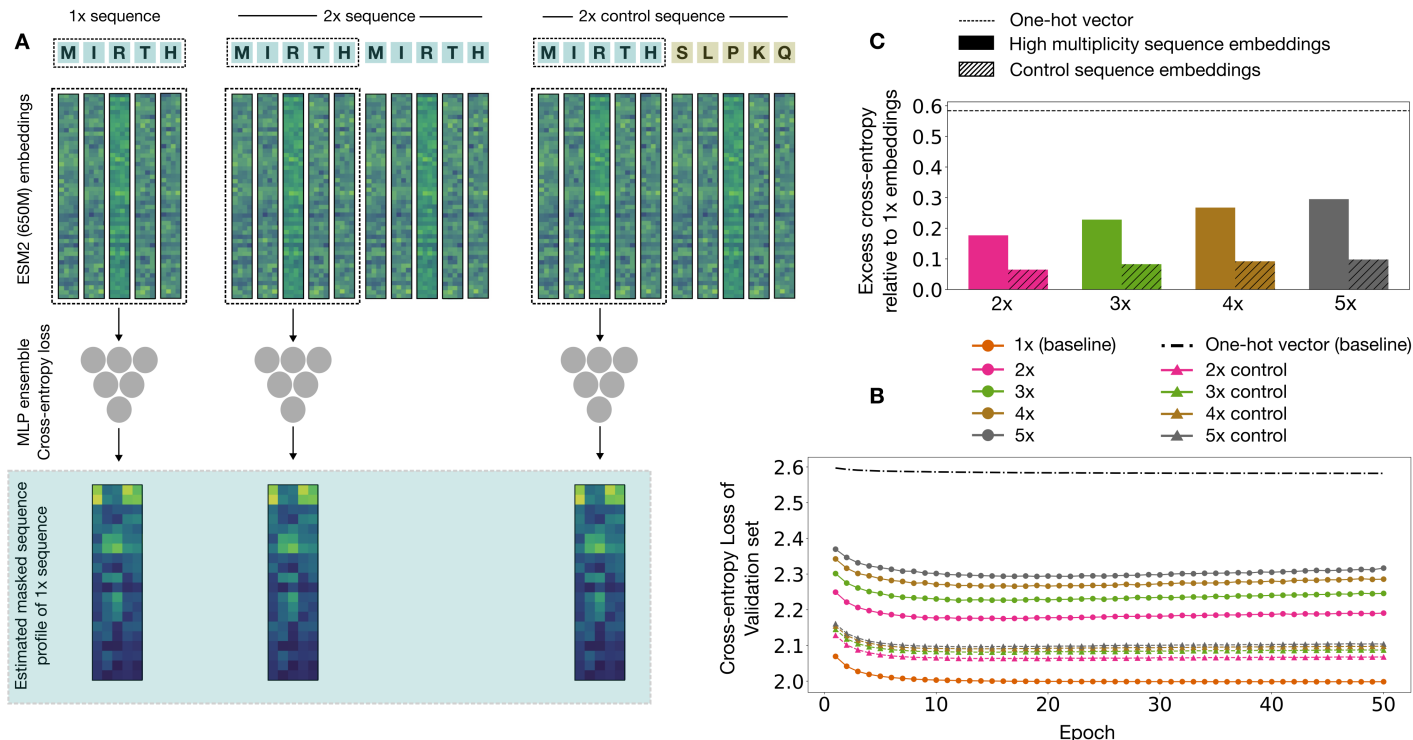 A
1x sequence
2x sequence
2x control sequence
M I R T H
M I R T H M I R T H
M I R T H S L P K Q
ESM2 (650M) embeddings
MLP ensemble
Cross-entropy loss
Estimated masked sequence
profile of 1x sequence
C
One-hot vector
High multiplicity sequence embeddings
Control sequence embeddings
Excess cross-entropy
relative to 1x embeddings
0.6
0.5
0.4
0.3
0.2
0.1
0.0
2x
3x
4x
5x
B
1x (baseline)
2x
3x
4x
5x
One-hot vector (baseline)
2x control
3x control
4x control
5x control
Cross-entropy Loss of
Validation set
2.6
2.5
2.4
2.3
2.2
2.1
2.0
0
10
20
30
40
50
Epoch